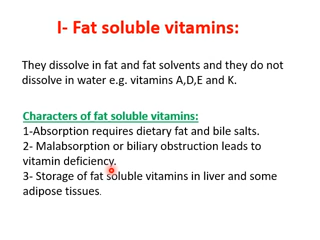 I- Fat soluble vitamins:
They dissolve in fat and fat solvents and they do not
dissolve in water e.g. vitamins A,D,E and K.
Characters of fat soluble vitamins:
1-Absorption requires dietary fat and bile salts.
2- Malabsorption or biliary obstruction leads to
vitamin deficiency.
3- Storage of fat soluble vitamins in liver and some
adipose tissues.